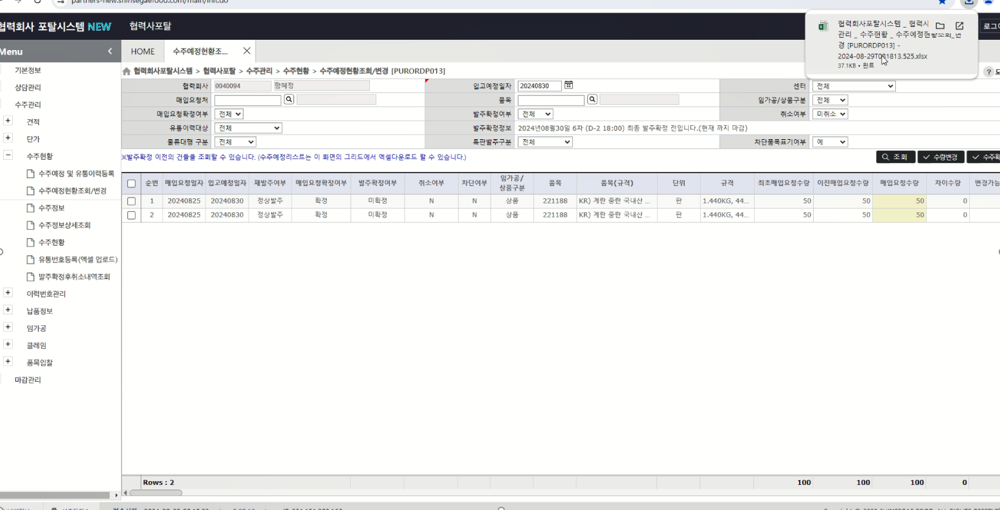 partners-new.shinsegaefood.com/main/init.do
협력회사 포탈시스템 NEW
협력사포탈
협력회사포탈시스템 _ 협력시
관리 _ 수주현황 _ 수주예정현황조회_변
경 [PURORDP013] -
2024-08-29T081813.525.xlsx
37.1KB • 완료
Menu
HOME
수주예정현황조...
협력회사포탈시스템 > 협력사포탈 > 수주관리 > 수주현황 > 수주예정현황조회/변경 [PURORDP013]
기본정보
상담관리
수주관리
견적
단가
수주현황
수주예정 및 유통이력등록
수주예정현황조회/변경
수주정보
수주정보상세조회
수주현황
유통번호등록(엑셀 업로드)
발주확정후취소내역조회
이력번호관리
납품정보
임가공
클레임
품목입찰
마감관리
협력회사 0040094 함혜정 입고예정일자 20240830 센터 전체
매입요청처 품목 임가공/상품구분 전체
매입요청확정여부 전체 발주확정여부 전체 취소여부 미취소
유통이력대상 전체 발주확정정보 2024년08월30일 6차 (D-2 18:00) 최종 발주확정 전입니다.(현재 까지 마감)
물류대행 구분 전체 특판발주구분 전체 차단품목표기여부 예
※발주확정 이전의 건들을 조회할 수 있습니다. (수주예정리스트는 이 화면의 그리드에서 엑셀다운로드 할 수 있습니다.)
조회 수량변경
순번 매입요청일자 입고예정일자 재발주여부 매입요청확정여부 발주확정여부 취소여부 차단여부 임가공/ 상품구분 품목 품목(규격) 단위 규격 최초매입요청수량 이전매입요청수량 매입요청수량 차이수량 변경가능
1 20240825 20240830 정상발주 확정 미확정 N N 상품 221188 KR) 계란 중란 국내산 ... 판 1.440KG, 44... 50 50 50 0
2 20240825 20240830 정상발주 확정 미확정 N N 상품 221188 KR) 계란 중란 국내산 ... 판 1.440KG, 44... 50 50 50 0
Rows : 2 100 100 100 0